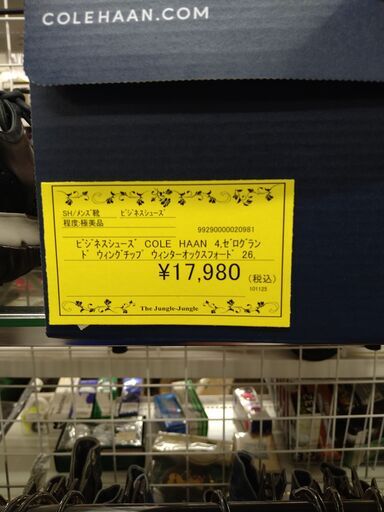 COLEHAAN.COM
SH/ﾒﾝｽﾞ靴 ﾋﾞｼﾞﾈｽｼｭｰｽﾞ
程度:極美品
99290000020981
ﾋﾞｼﾞﾈｽｼｭｰｽﾞ COLE HAAN 4.ｾﾞﾛｸﾞﾗﾝ
ﾄﾞ ｳｨﾝｸﾞﾁｯﾌﾟ ｳｨﾝﾀｰｵｯｸｽﾌｫｰﾄﾞ 26.
¥17,980 (税込)
101125
The Jungle-Jungle